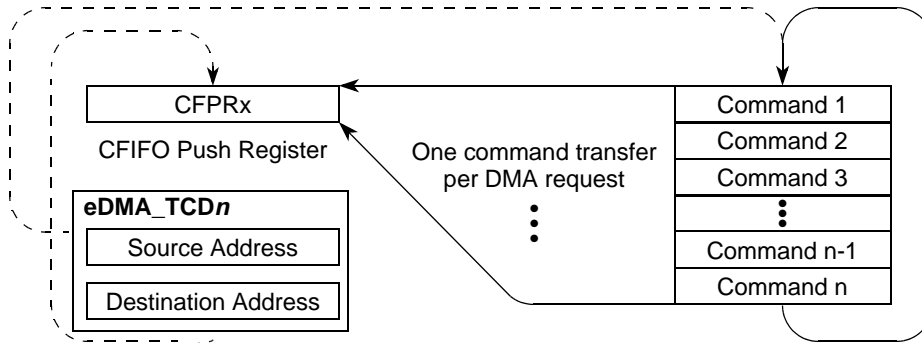 CFPRx
CFIFO Push Register
eDMA_TCDn
Source Address
Destination Address
One command transfer
per DMA request
Command 1
Command 2
Command 3
Command n-1
Command n